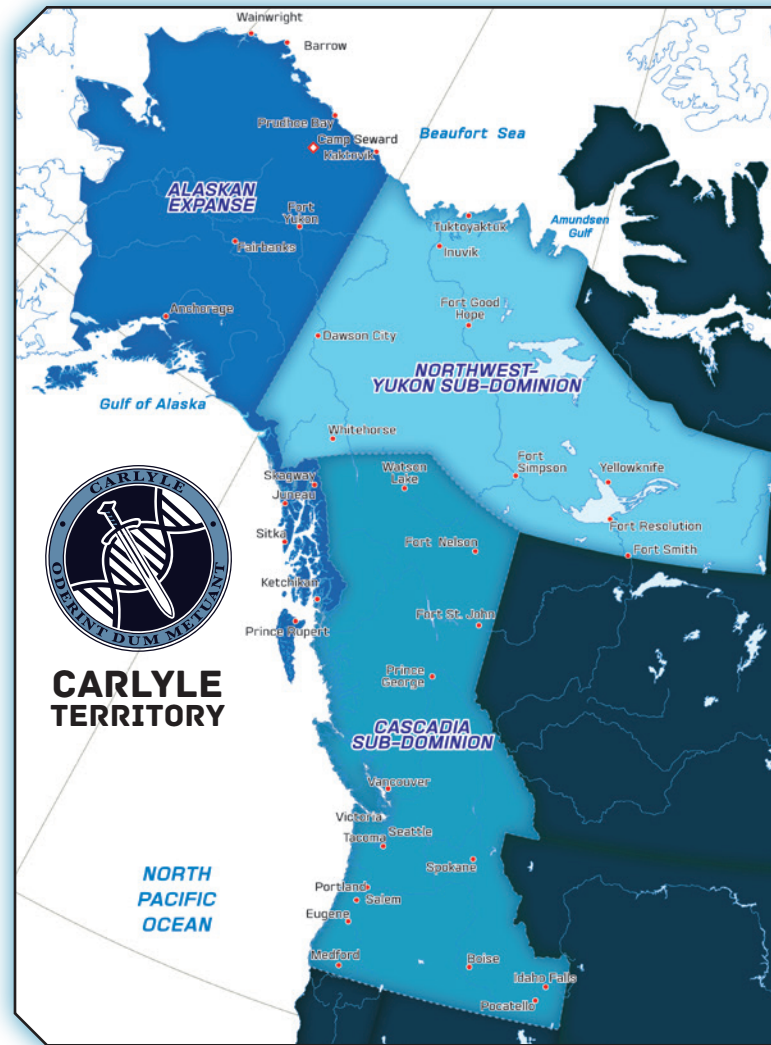 Wainwright
Barrow
Prudhoe Bay
Camp Seward
Kaktovik
Beaufort Sea
ALASKAN
EXPANSE
Fort
Yukon
Fairbanks
Anchorage
Tuktoyaktuk
Amundsen
Gulf
Inuvik
Fort Good
Hope
Dawson City
NORTHWEST-
YUKON SUB-DOMINION
Gulf of Alaska
Whitehorse
Fort
Simpson
Yellowknife
Fort Resolution
Fort Smith
Skagway
Juneau
Sitka
Watson
Lake
Fort Nelson
Ketchikan
Prince Rupert
Fort St. John
Prince
George
CARLYLE
ODERINT DUM METUANT
CARLYLE
TERRITORY
CASCADIA
SUB-DOMINION
Vancouver
Victoria
Seattle
Tacoma
Spokane
NORTH
PACIFIC
OCEAN
Portland
Salem
Eugene
Medford
Boise
Idaho Falls
Pocatello